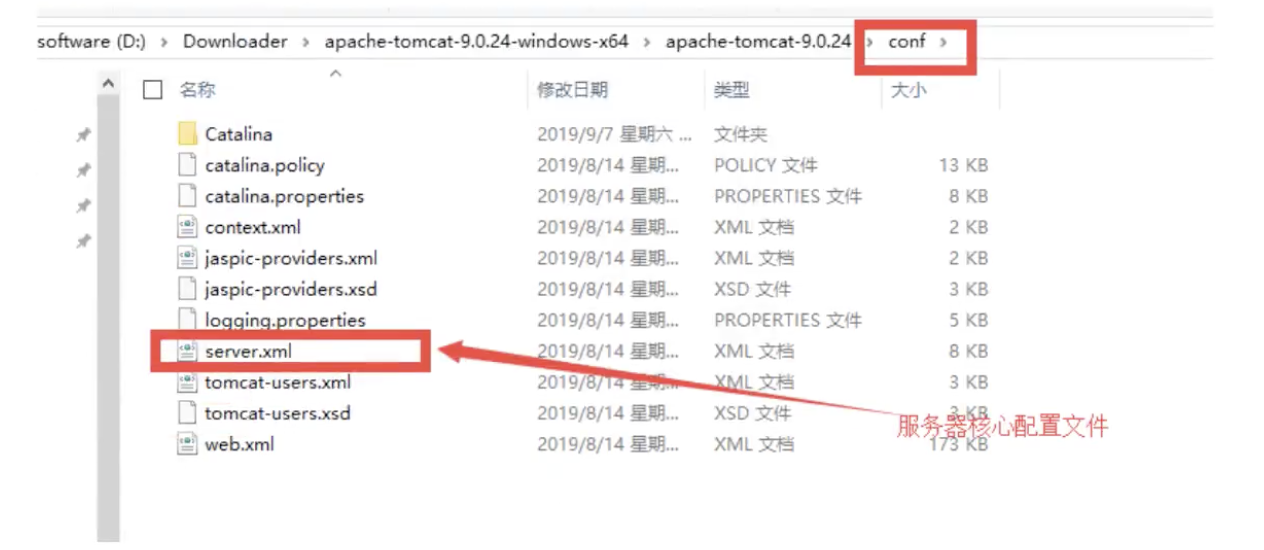 software (D:) › Downloader › apache-tomcat-9.0.24-windows-x64 › apache-tomcat-9.0.24 › conf ›
名称 修改日期 类型 大小
Catalina 2019/9/7 星期六 ... 文件夹
catalina.policy 2019/8/14 星期... POLICY 文件 13 KB
catalina.properties 2019/8/14 星期... PROPERTIES 文件 8 KB
context.xml 2019/8/14 星期... XML 文档 2 KB
jaspic-providers.xml 2019/8/14 星期... XML 文档 2 KB
jaspic-providers.xsd 2019/8/14 星期... XSD 文件 3 KB
logging.properties 2019/8/14 星期... PROPERTIES 文件 5 KB
server.xml 2019/8/14 星期... XML 文档 8 KB
tomcat-users.xml 2019/8/14 星期... XML 文档 3 KB
tomcat-users.xsd 2019/8/14 星期... XSD 文件 3 KB
服务器核心配置文件
web.xml 2019/8/14 星期... XML 文档 173 KB